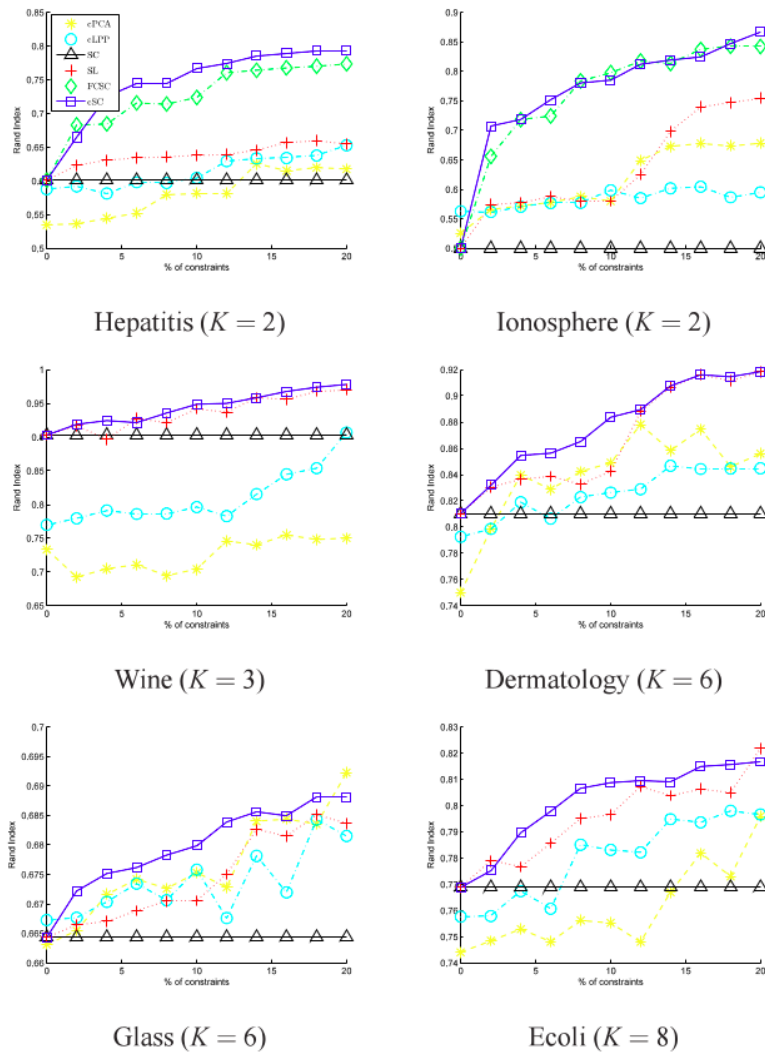 0.85
0.8
0.75
0.7
0.65
0.6
0.55
0.5
Rand Index
cPCA
cLPP
SC
SL
FCSC
cSC
0 5 10 15 20
% of constraints
Hepatitis (K = 2)
0.9
0.85
0.8
0.75
0.7
0.65
0.6
0.55
0.5
Rand Index
0 5 10 15 20
% of constraints
Ionosphere (K = 2)
1
0.95
0.9
0.85
0.8
0.75
0.7
0.65
Rand Index
0 5 10 15 20
% of constraints
Wine (K = 3)
0.92
0.9
0.88
0.86
0.84
0.82
0.81
0.8
0.78
0.76
0.74
Rand Index
0 5 10 15 20
% of constraints
Dermatology (K = 6)
0.7
0.695
0.69
0.685
0.68
0.675
0.67
0.665
0.66
Rand Index
0 5 10 15 20
% of constraints
Glass (K = 6)
0.83
0.82
0.81
0.8
0.79
0.78
0.77
0.76
0.75
0.74
Rand Index
0 5 10 15 20
% of constraints
Ecoli (K = 8)